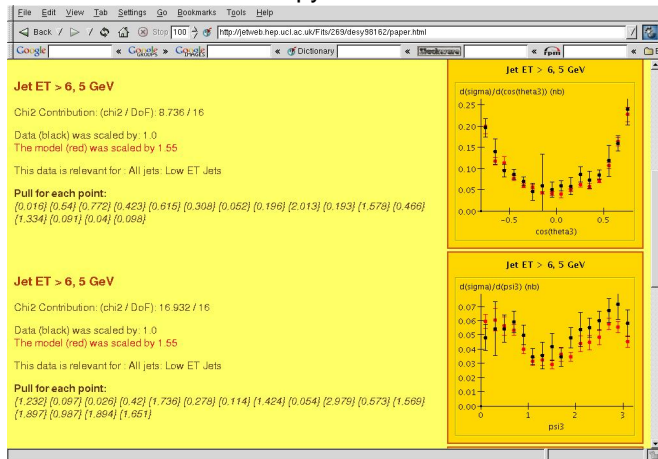 File Edit View Tab Settings Go Bookmarks Tools Help
Back Stop 100 http://jetweb.hep.ucl.ac.uk/Fits/269/desy98162/paper.html
Google « Groups » Google « Dictionary « « fpmi «
Jet ET > 6, 5 GeV
Chi2 Contribution: (chi2 / DoF): 8.736 / 16
Data (black) was scaled by: 1.0
The model (red) was scaled by 1.55
This data is relevant for : All jets: Low ET Jets
Pull for each point:
{0.016} {0.54} {0.772} {0.423} {0.615} {0.308} {0.052} {0.196} {2.013} {0.193} {1.578} {0.466}
{1.334} {0.091} {0.04} {0.098}
Jet ET > 6, 5 GeV
d(sigma)/d(cos(theta3)) (nb)
0.25
0.20
0.15
0.10
0.05
0.00
-0.5 0.0 0.5
cos(theta3)
Jet ET > 6, 5 GeV
Chi2 Contribution: (chi2 / DoF): 16.932 / 16
Data (black) was scaled by: 1.0
The model (red) was scaled by 1.55
This data is relevant for : All jets: Low ET Jets
Pull for each point:
{1.232} {0.097} {0.026} {0.42} {1.736} {0.278} {0.114} {1.424} {0.054} {2.979} {0.573} {1.569}
{1.897} {0.987} {1.894} {1.651}
Jet ET > 6, 5 GeV
d(sigma)/d(psi3) (nb)
0.07
0.06
0.05
0.04
0.03
0.02
0.01
0.00
0 1 2 3
psi3